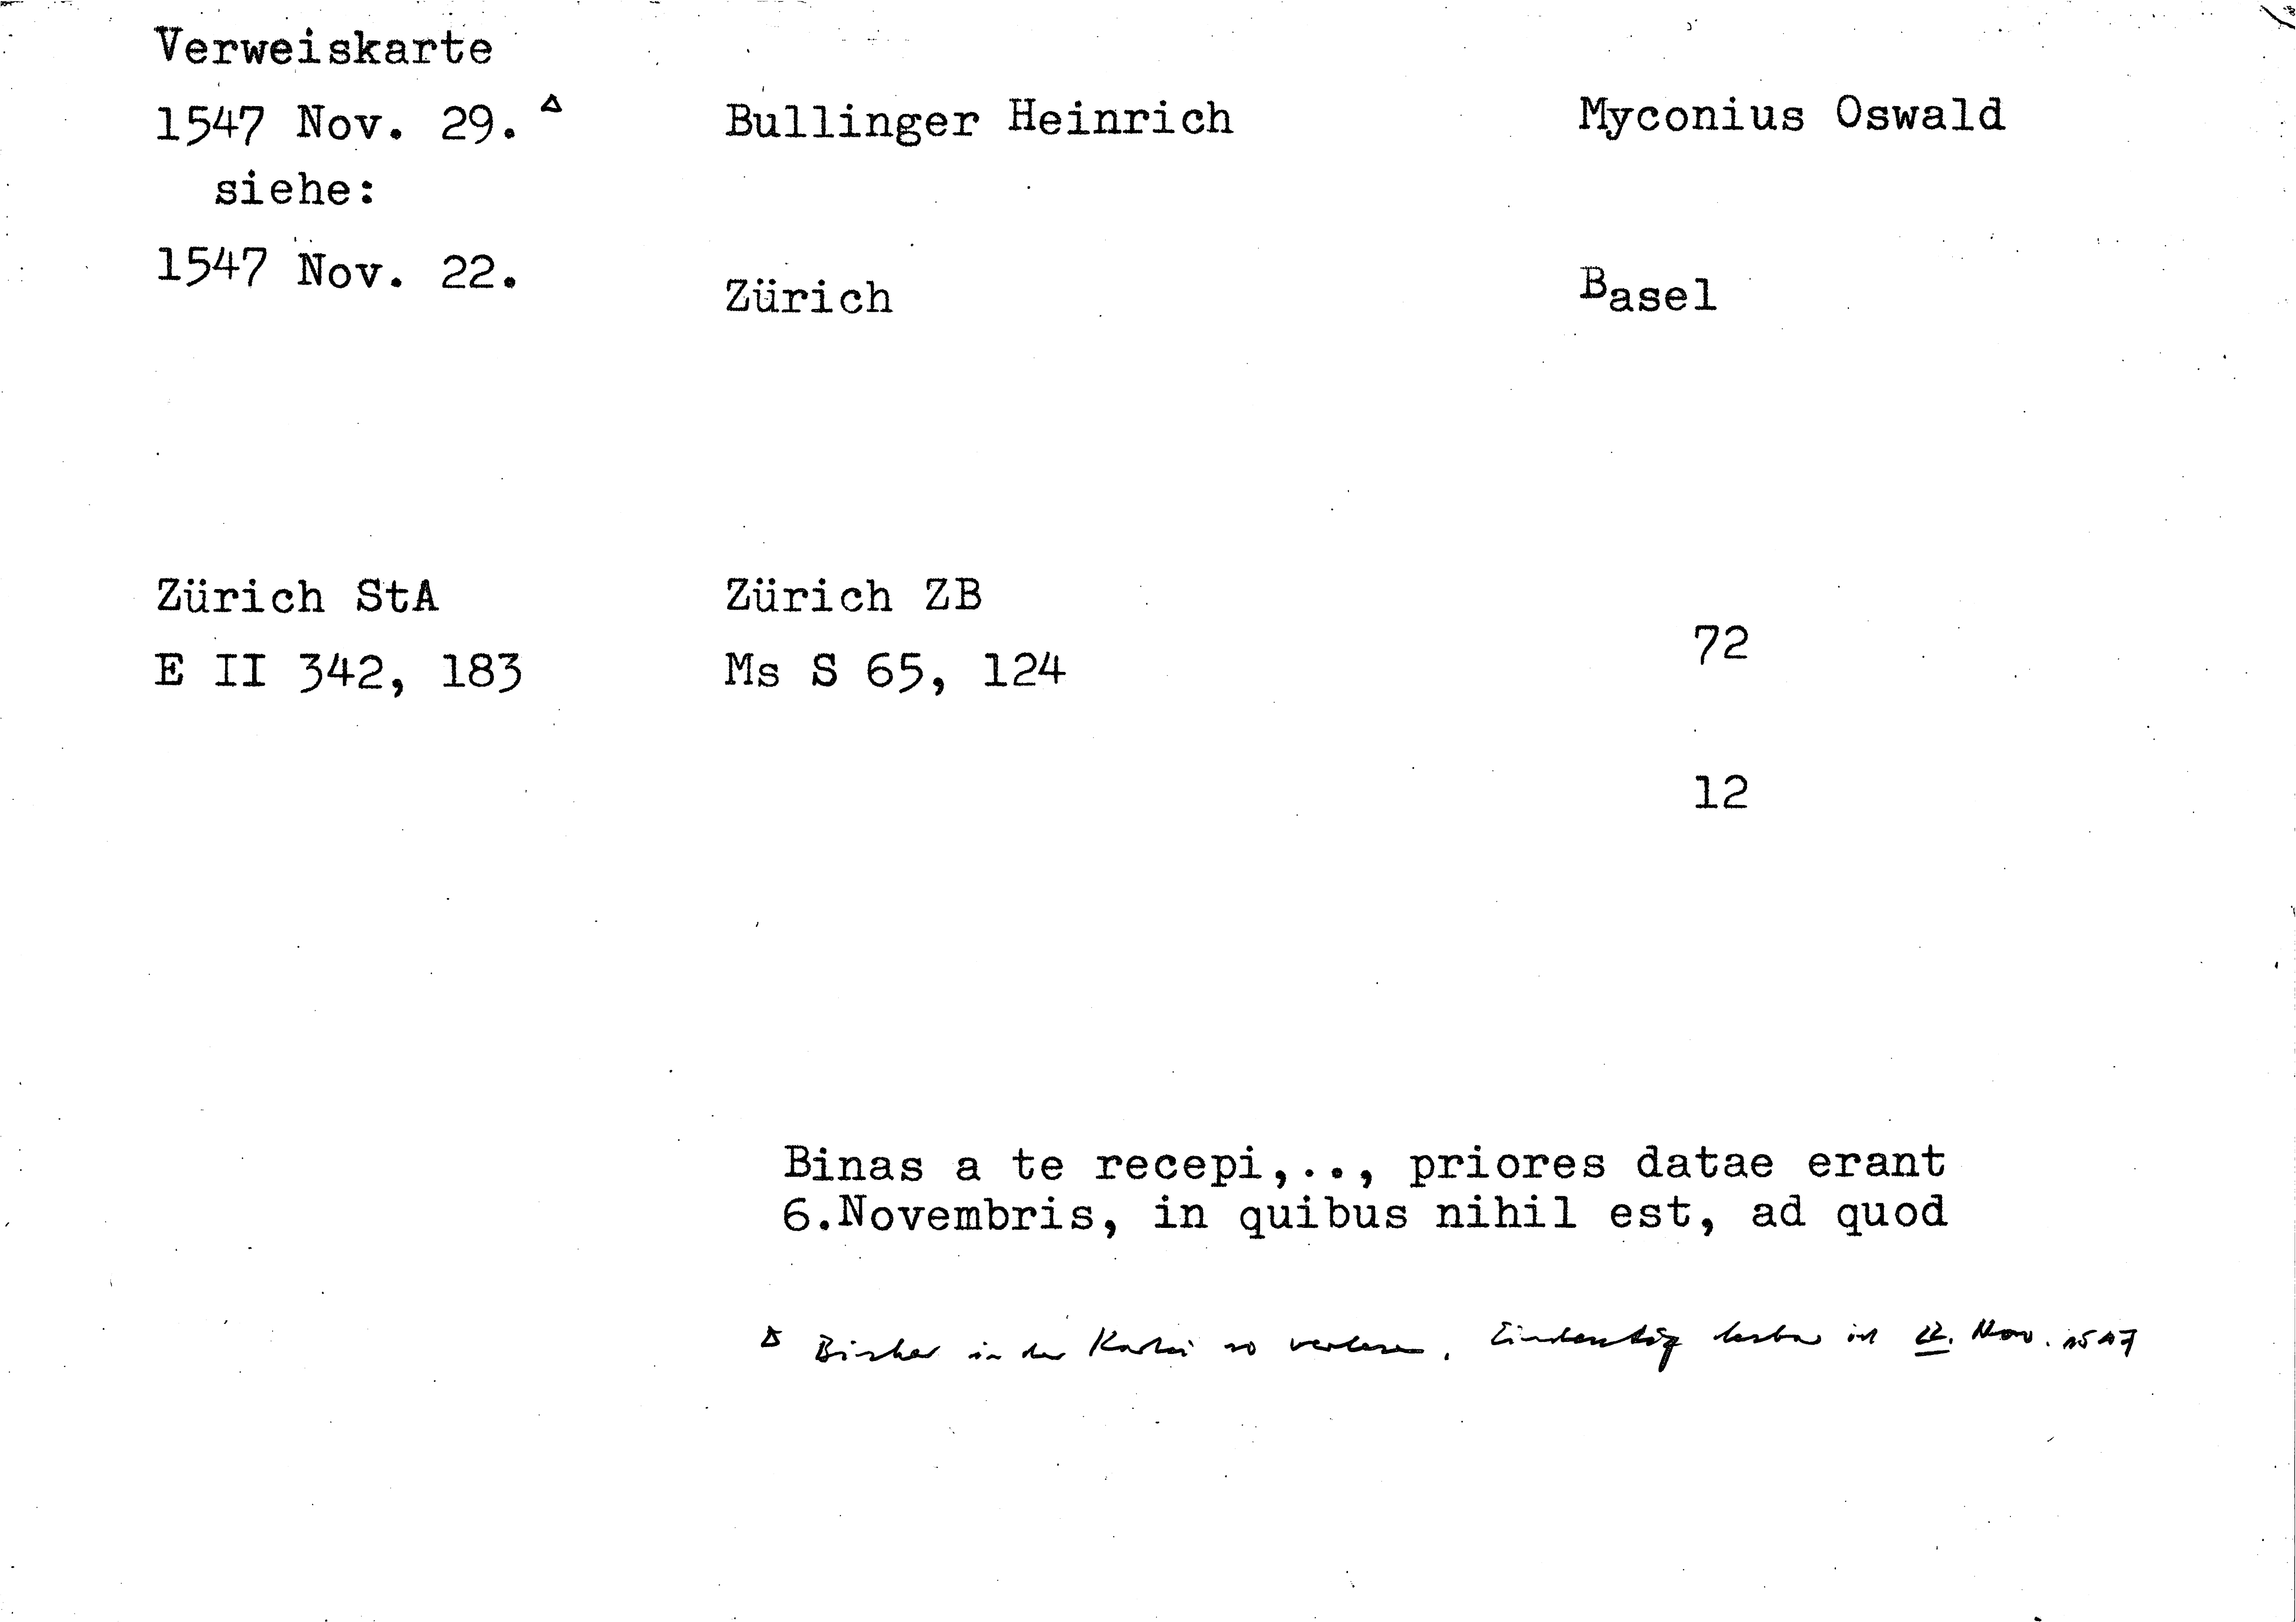 Verweiskarte
1547 Nov. 29. Δ
Bullinger Heinrich
Myconius Oswald
siehe:
1547 Nov. 22.
Zürich
Basel
Zürich StA
Zürich ZB
E II 342, 183
Ms S 65, 124
72
12
Binas a te recepi,.., priores datae erant
6.Novembris, in quibus nihil est, ad quod
Δ Bisher in der Kartei so verlesen. Eindeutig lesbar ist 22. Nov. 1547